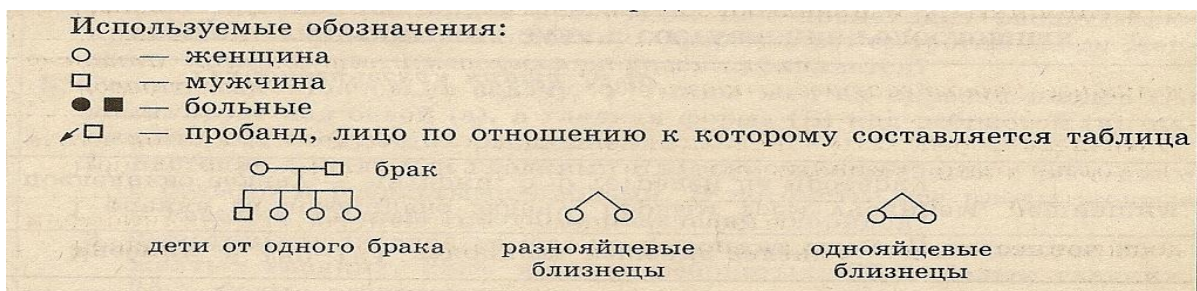 Используемые обозначения:
— женщина
— мужчина
— больные
— пробанд, лицо по отношению к которому составляется таблица
брак
дети от одного брака
разнояйцевые
близнецы
однояйцевые
близнецы